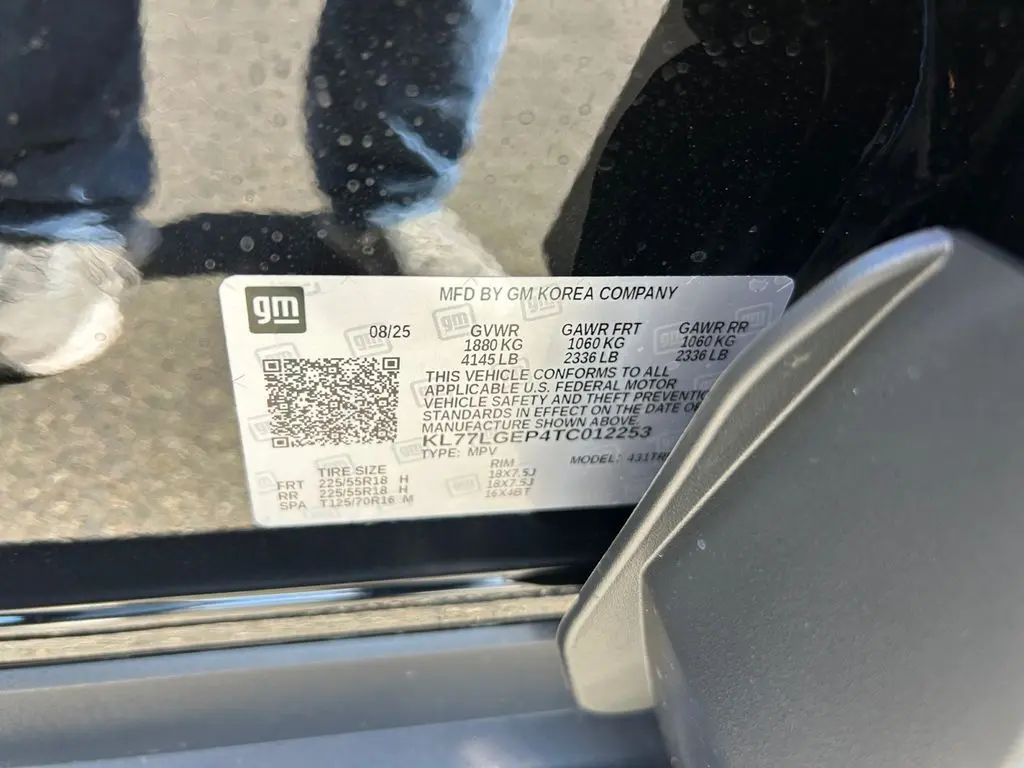 gm
MFD BY GM KOREA COMPANY
08/25 GVWR GAWR FRT GAWR RR
1880 KG 1060 KG 1060 KG
4145 LB 2336 LB 2336 LB
THIS VEHICLE CONFORMS TO ALL
APPLICABLE U.S. FEDERAL MOTOR
VEHICLE SAFETY AND THEFT
STANDARDS IN EFFECT ON THE DATE
MANUFACTURE SHOWN ABOVE.
KL77LGEP4TC012253
TYPE: MPV MODEL:
TIRE SIZE RIM
FRT 225/55R18 H 18X7.5J
RR 225/55R18 H 18X7.5J
SPA T125/70R16 M 16X4BT